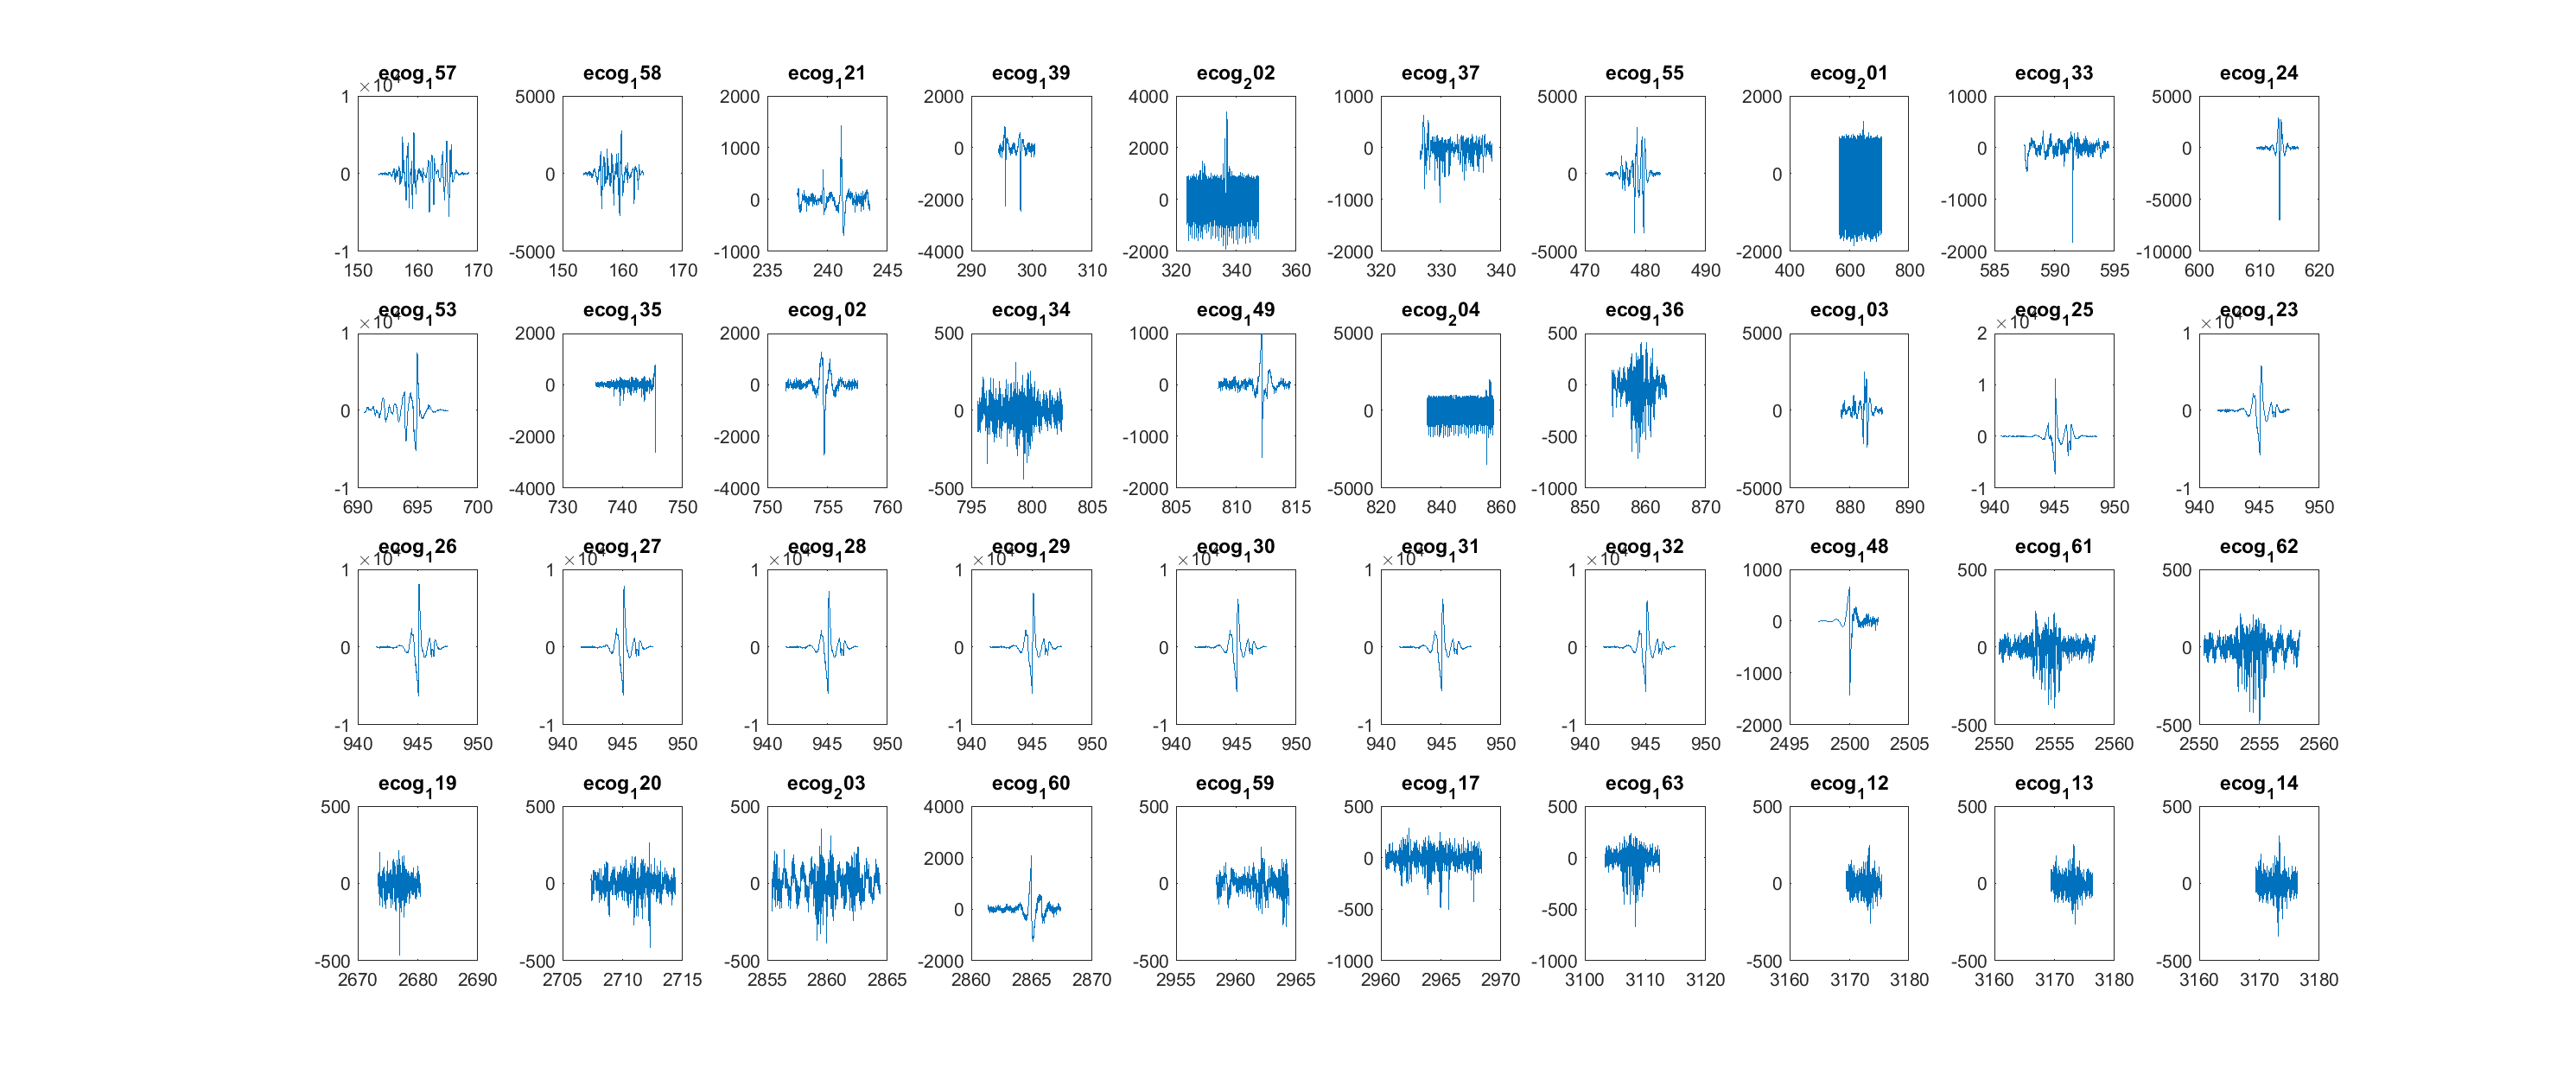 ecog₁57 ecog₁58 ecog₁21 ecog₁39 ecog₂02 ecog₁37 ecog₁55 ecog₂01 ecog₁33 ecog₁24
×10⁴
1 5000 2000 2000 4000 1000 5000 2000 1000 5000
1000 0 2000 0 0 0
0 0 0 0
0 -2000 0 -1000 -1000 -5000
-1 -5000 -1000 -4000 -2000 -2000 -5000 -2000 -2000 -10000
150 160 170 150 160 170 235 240 245 290 300 310 320 340 360 320 330 340 470 480 490 400 600 800 585 590 595 600 610 620
ecog₁53 ecog₁35 ecog₁02 ecog₁34 ecog₁49 ecog₂04 ecog₁36 ecog₁03 ecog₁25 ecog₁23
×10⁴ ×10⁴ ×10⁴
1 2000 2000 500 1000 5000 500 5000 2 1
0 0 0 0 1
0 0 0 0 0
-2000 -2000 -1000 -500 0
-1 -4000 -4000 -500 -2000 -5000 -1000 -5000 -1 -1
690 695 700 730 740 750 750 755 760 795 800 805 805 810 815 820 840 860 850 860 870 870 880 890 940 945 950 940 945 950
ecog₁26 ecog₁27 ecog₁28 ecog₁29 ecog₁30 ecog₁31 ecog₁32 ecog₁48 ecog₁61 ecog₁62
×10⁴ ×10⁴ ×10⁴ ×10⁴ ×10⁴ ×10⁴ ×10⁴
1 1 1 1 1 1 1 1000 500 500
0
0 0 0 0 0 0 0 0 0
-1000
-1 -1 -1 -1 -1 -1 -1 -2000 -500 -500
940 945 950 940 945 950 940 945 950 940 945 950 940 945 950 940 945 950 940 945 950 2495 2500 2505 2550 2555 2560 2550 2555 2560
ecog₁19 ecog₁20 ecog₂03 ecog₁60 ecog₁59 ecog₁17 ecog₁63 ecog₁12 ecog₁13 ecog₁14
500 500 500 4000 500 500 500 500 500 500
2000 0 0
0 0 0 0 0 0 0
0 -500 -500
-500 -500 -500 -2000 -500 -1000 -1000 -500 -500 -500
2670 2680 2690 2705 2710 2715 2855 2860 2865 2860 2865 2870 2955 2960 2965 2960 2965 2970 3100 3110 3120 3160 3170 3180 3160 3170 3180 3160 3170 3180